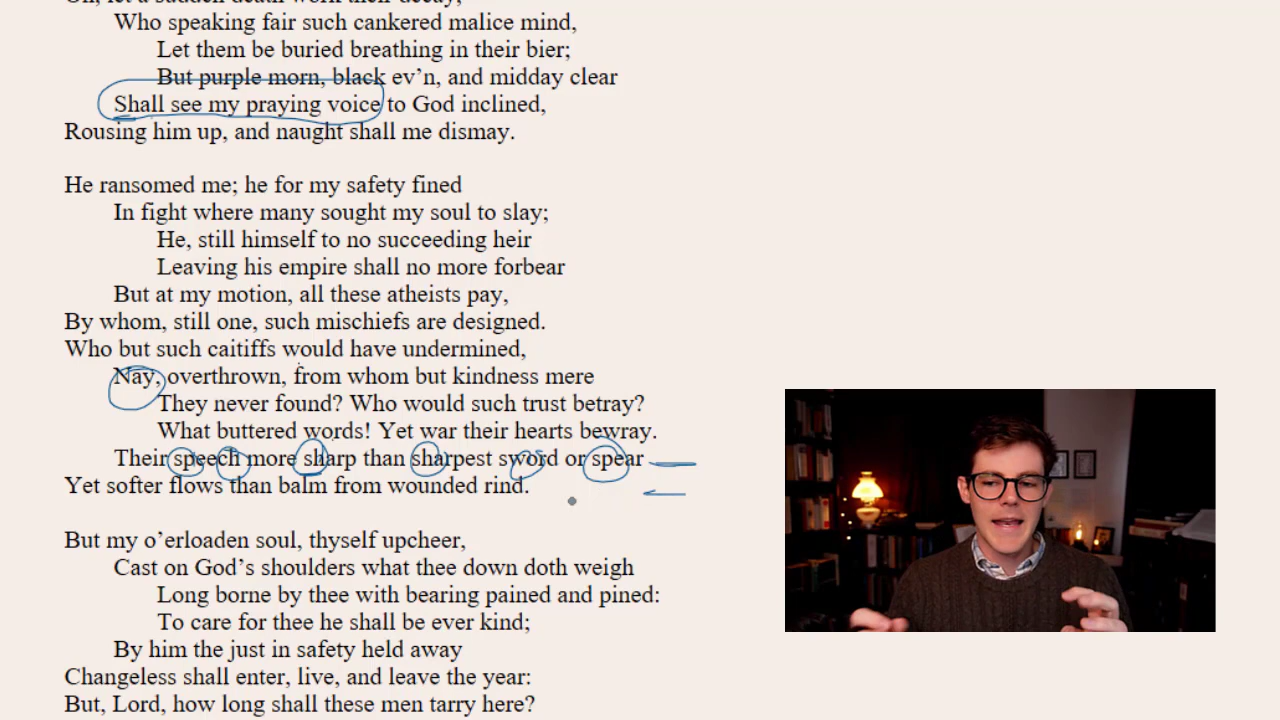 Who speaking fair such cankered malice mind,
Let them be buried breathing in their bier;
But purple morn, black ev’n, and midday clear
Shall see my praying voice to God inclined,
Rousing him up, and naught shall me dismay.
He ransomed me; he for my safety fined
In fight where many sought my soul to slay;
He, still himself to no succeeding heir
Leaving his empire shall no more forbear
But at my motion, all these atheists pay,
By whom, still one, such mischiefs are designed.
Who but such caitiffs would have undermined,
Nay, overthrown, from whom but kindness mere
They never found? Who would such trust betray?
What buttered words! Yet war their hearts bewray.
Their speech more sharp than sharpest sword or spear
Yet softer flows than balm from wounded rind.
But my o’erloaden soul, thyself upcheer,
Cast on God’s shoulders what thee down doth weigh
Long borne by thee with bearing pained and pined:
To care for thee he shall be ever kind;
By him the just in safety held away
Changeless shall enter, live, and leave the year:
But, Lord, how long shall these men tarry here?